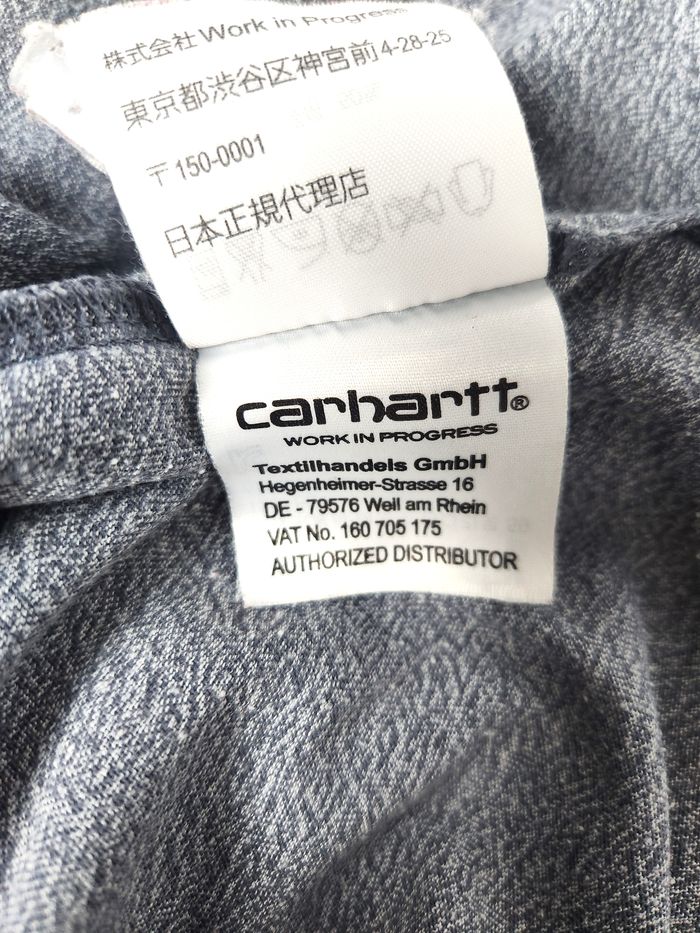 株式会社 Work in Progress
東京都渋谷区神宮前4-28-25
〒150-0001
日本正規代理店
carhartt®
WORK IN PROGRESS
Textilhandels GmbH
Hegenheimer-Strasse 16
DE - 79576 Weil am Rhein
VAT No. 160 705 175
AUTHORIZED DISTRIBUTOR